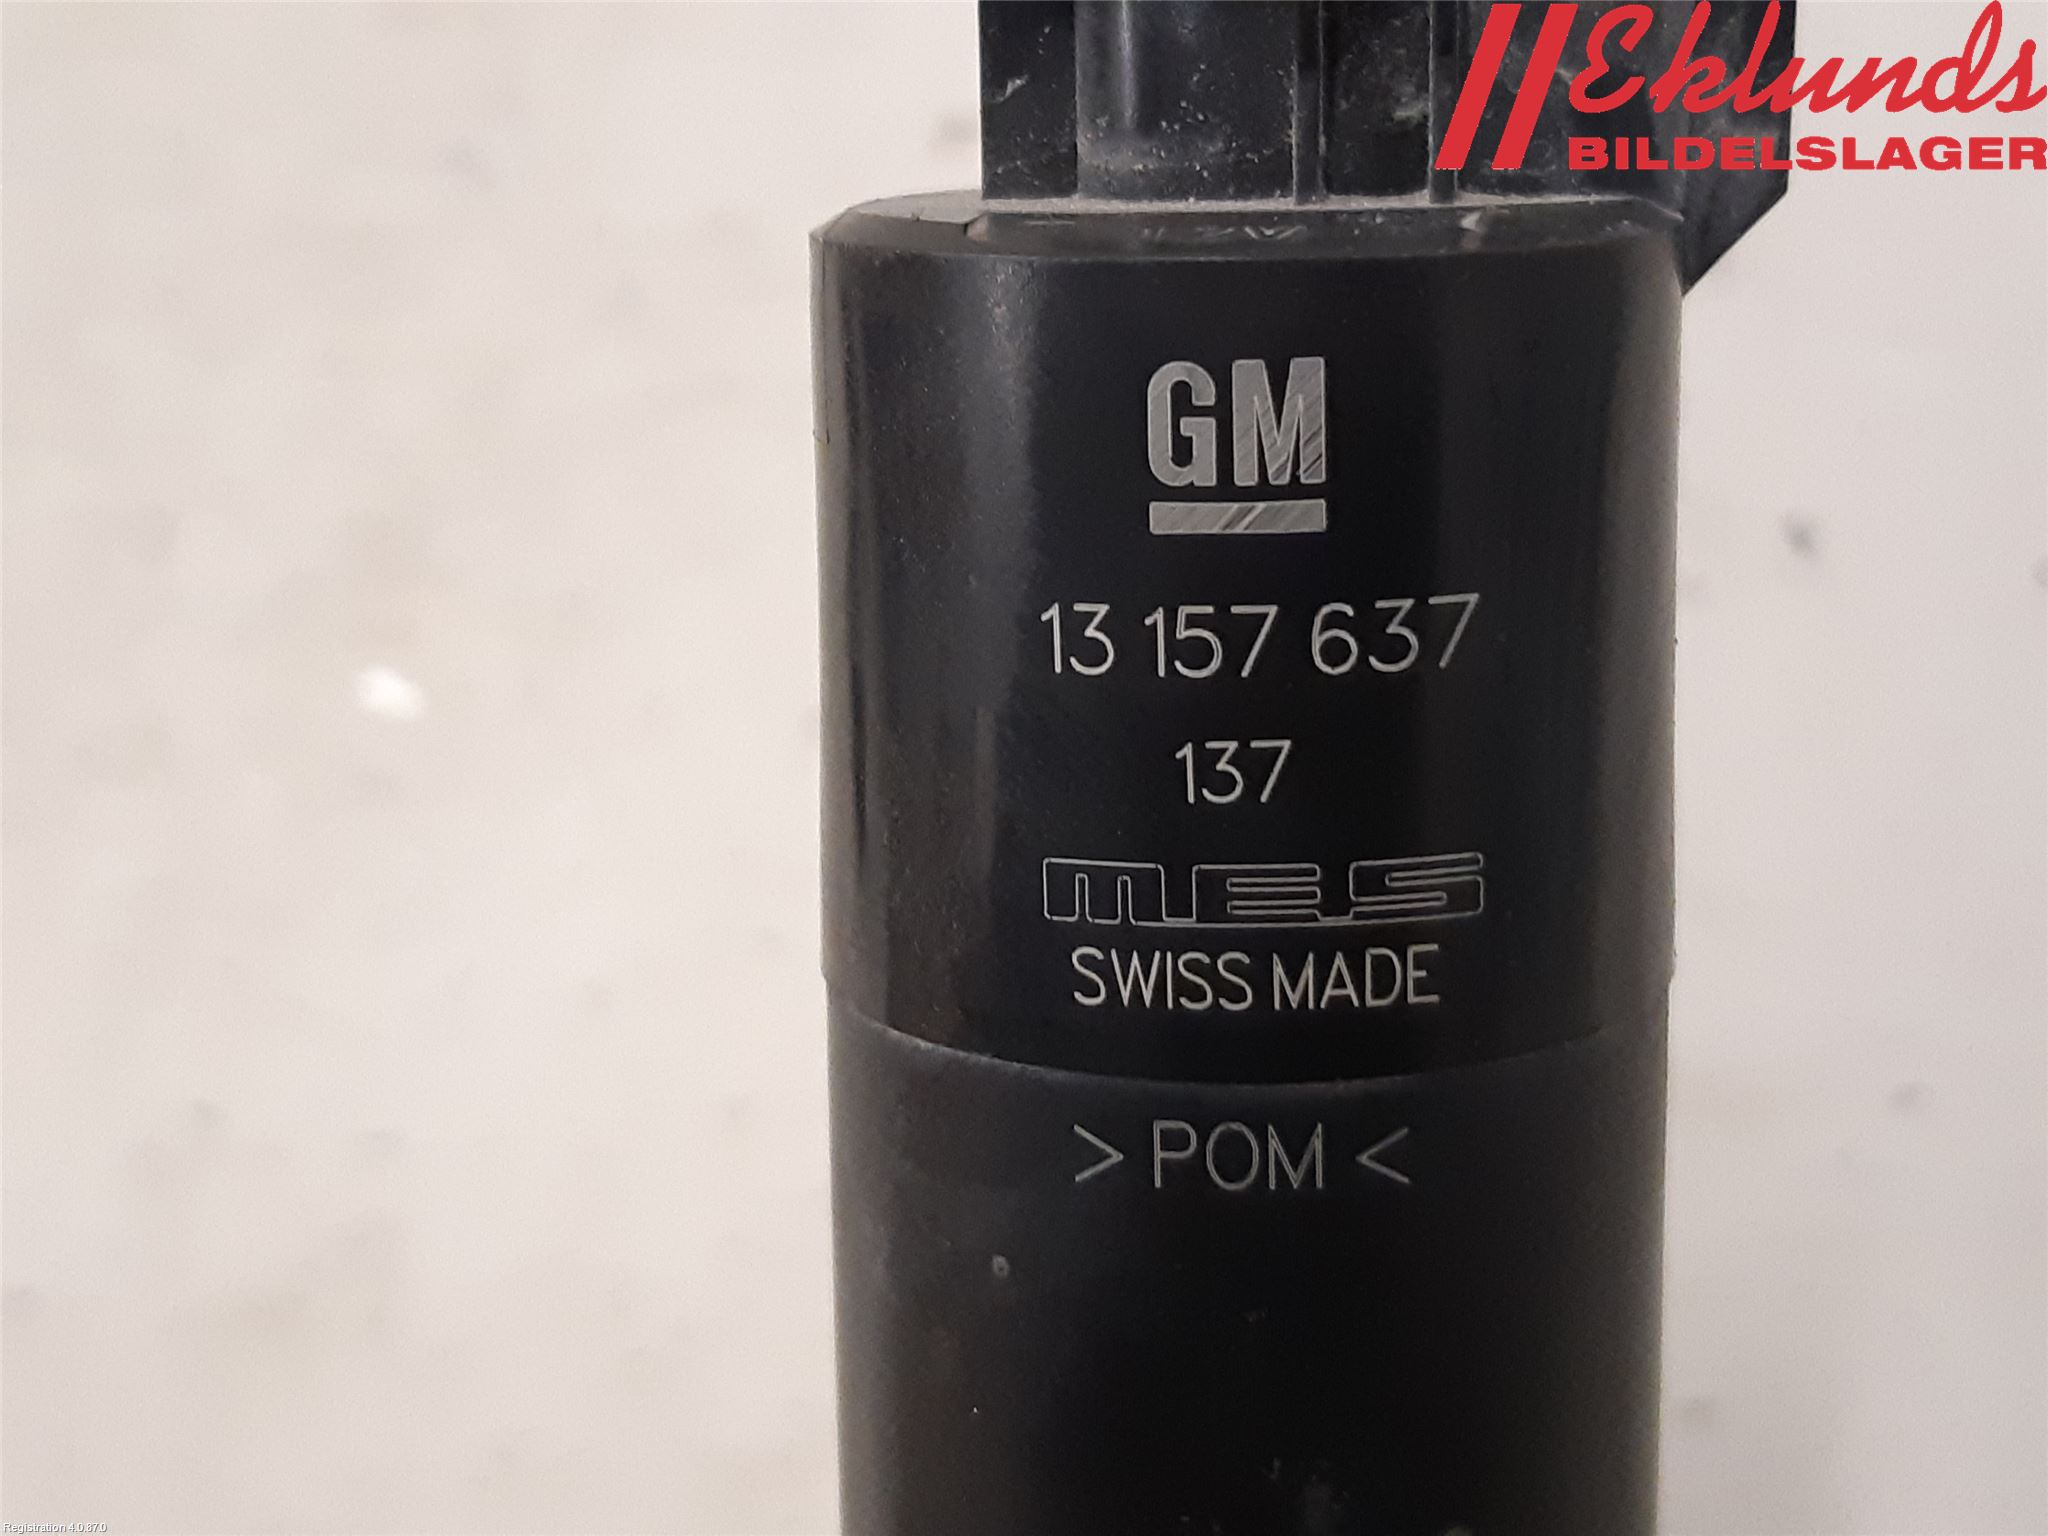 Eklunds
BILDELSLAGER
GM
13 157 637
137
MES
SWISS MADE
>POM<
Registration 4.0.87.0